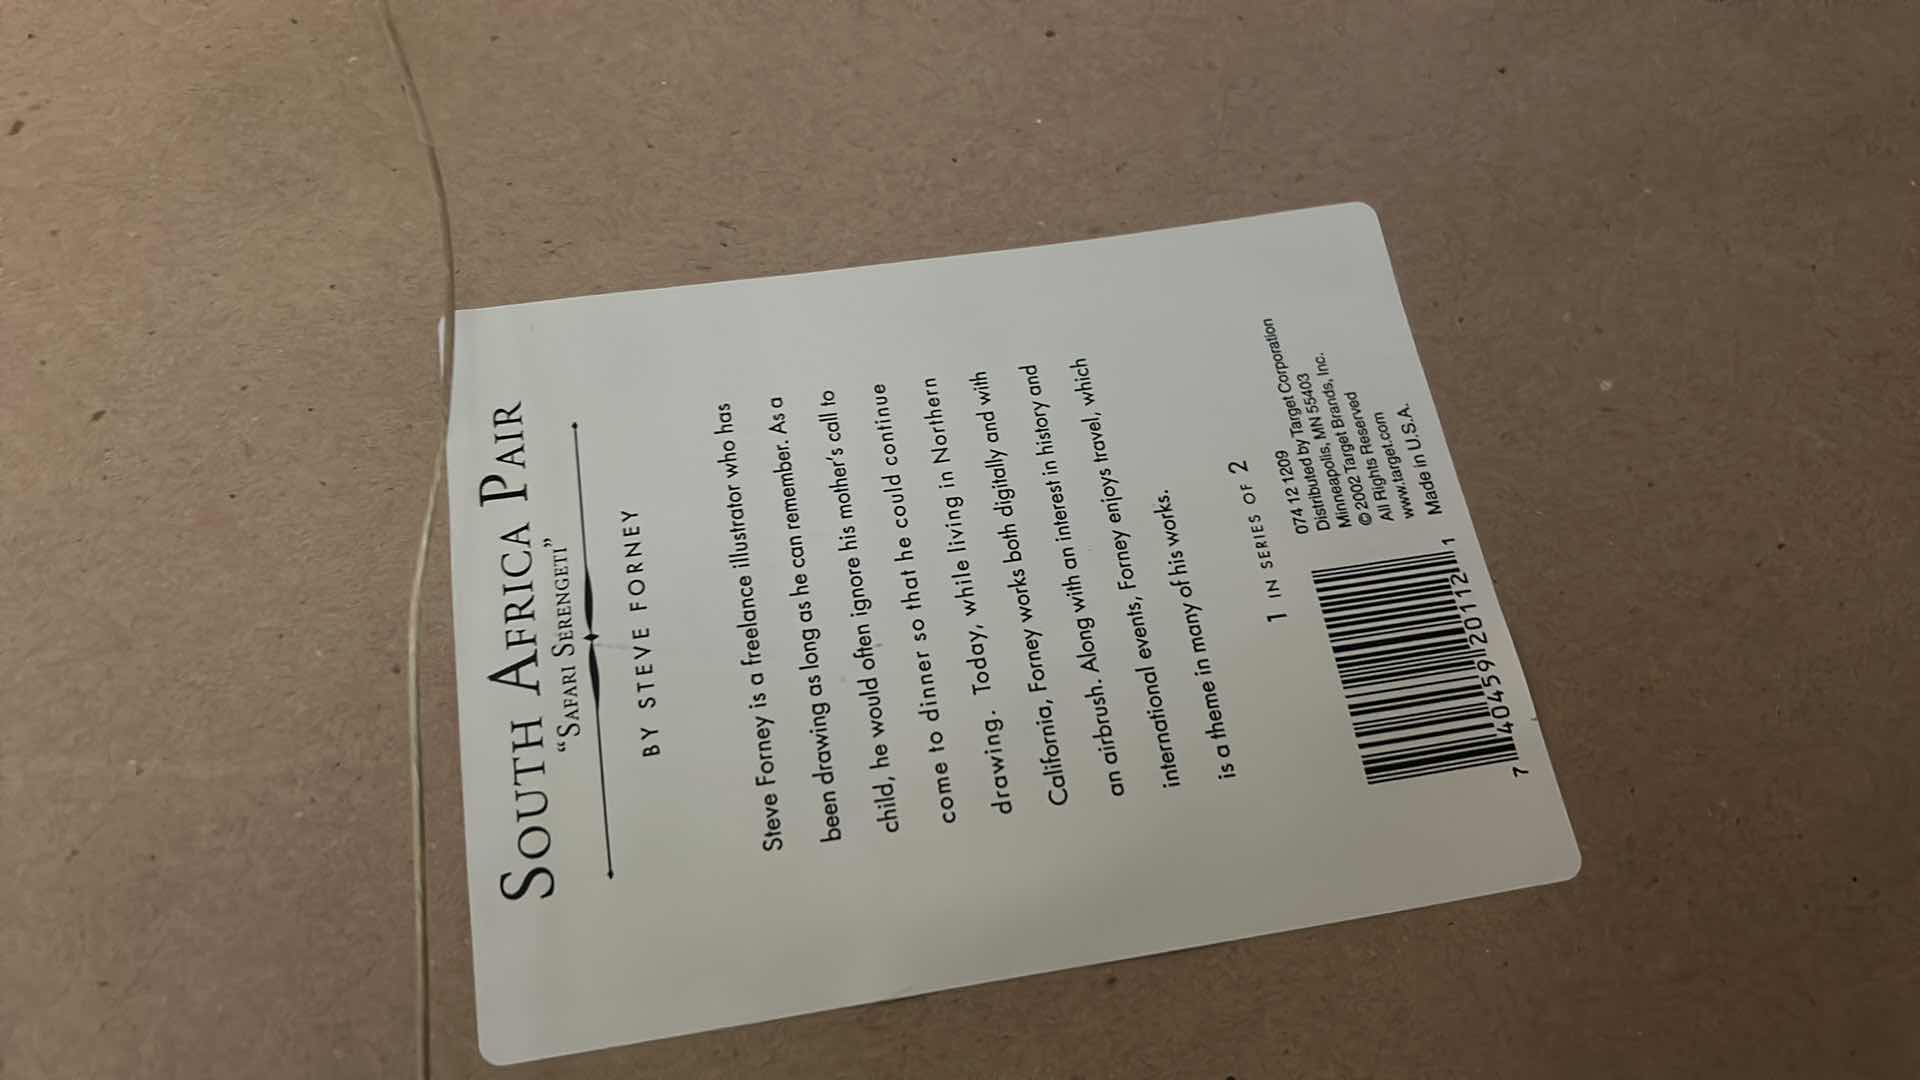 SOUTH AFRICA PAIR
“SAFARI SERENGETI”
BY STEVE FORNEY
Steve Forney is a freelance illustrator who has
been drawing as long as he can remember. As a
child, he would often ignore his mother's call to
come to dinner so that he could continue
drawing. Today, while living in Northern
California, Forney works both digitally and with
an airbrush. Along with an interest in history and
international events, Forney enjoys travel, which
is a theme in many of his works.
1 IN SERIES OF 2
074 12 1209
Distributed by Target Corporation
Minneapolis, MN 55403
© 2002 Target Brands, Inc.
All Rights Reserved
www.target.com
Made in U.S.A.
7 40459 20112 1